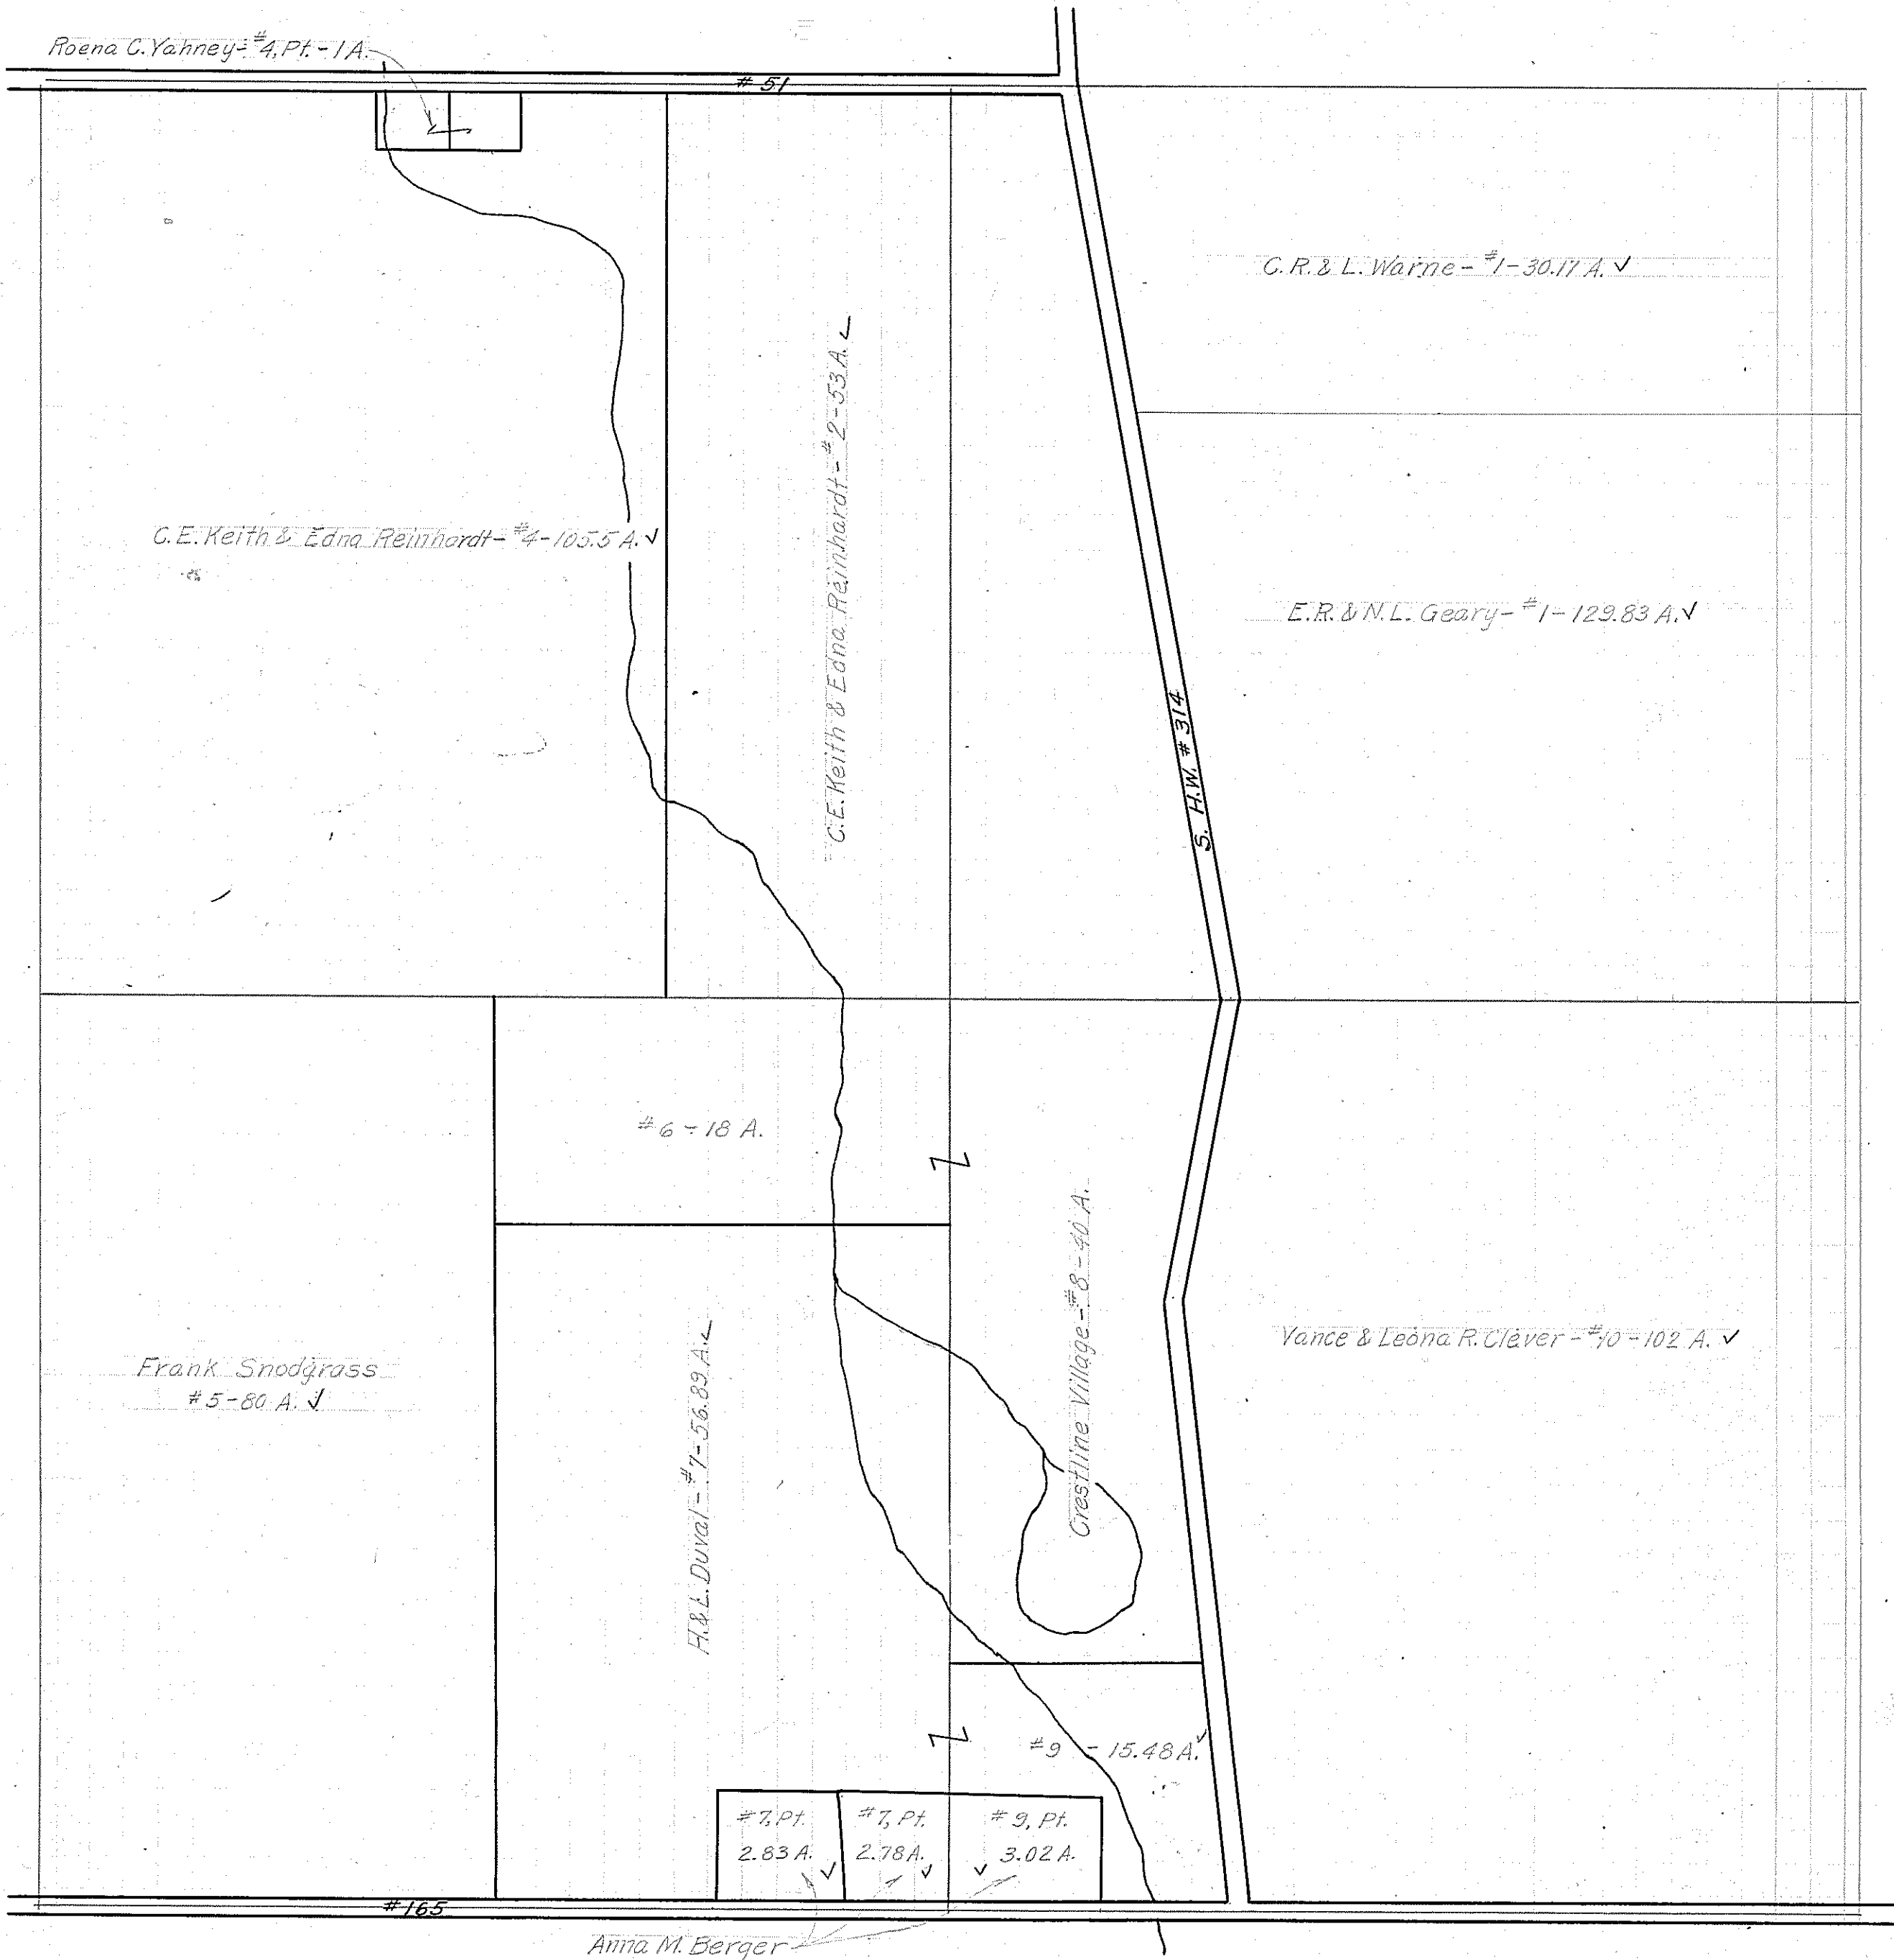 Roena C. Yahney - #4, Pt. - 1 A.
# 51
C. R. & L. Warne - #1 - 30.17 A. ✓
C. E. Keith & Edna Reinhardt - #4 - 105.5 A. ✓
C. E. Keith & Edna Reinhardt - #2 - 53 A. ✓
E. R. & N. L. Geary - #1 - 129.83 A. ✓
S. H.W. # 314
#6 - 18 A.
Crestline Village - #8 - 40 A.
Frank Snodgrass
#5 - 80 A. ✓
H. & L. Duval - #7 - 56.89 A. ✓
Vance & Leona R. Clever - #10 - 102 A. ✓
#9 - 15.48 A. ✓
#7, Pt.
2.83 A. ✓
#7, Pt.
2.78 A. ✓
#9, Pt.
✓ 3.02 A.
#165
Anna M. Berger